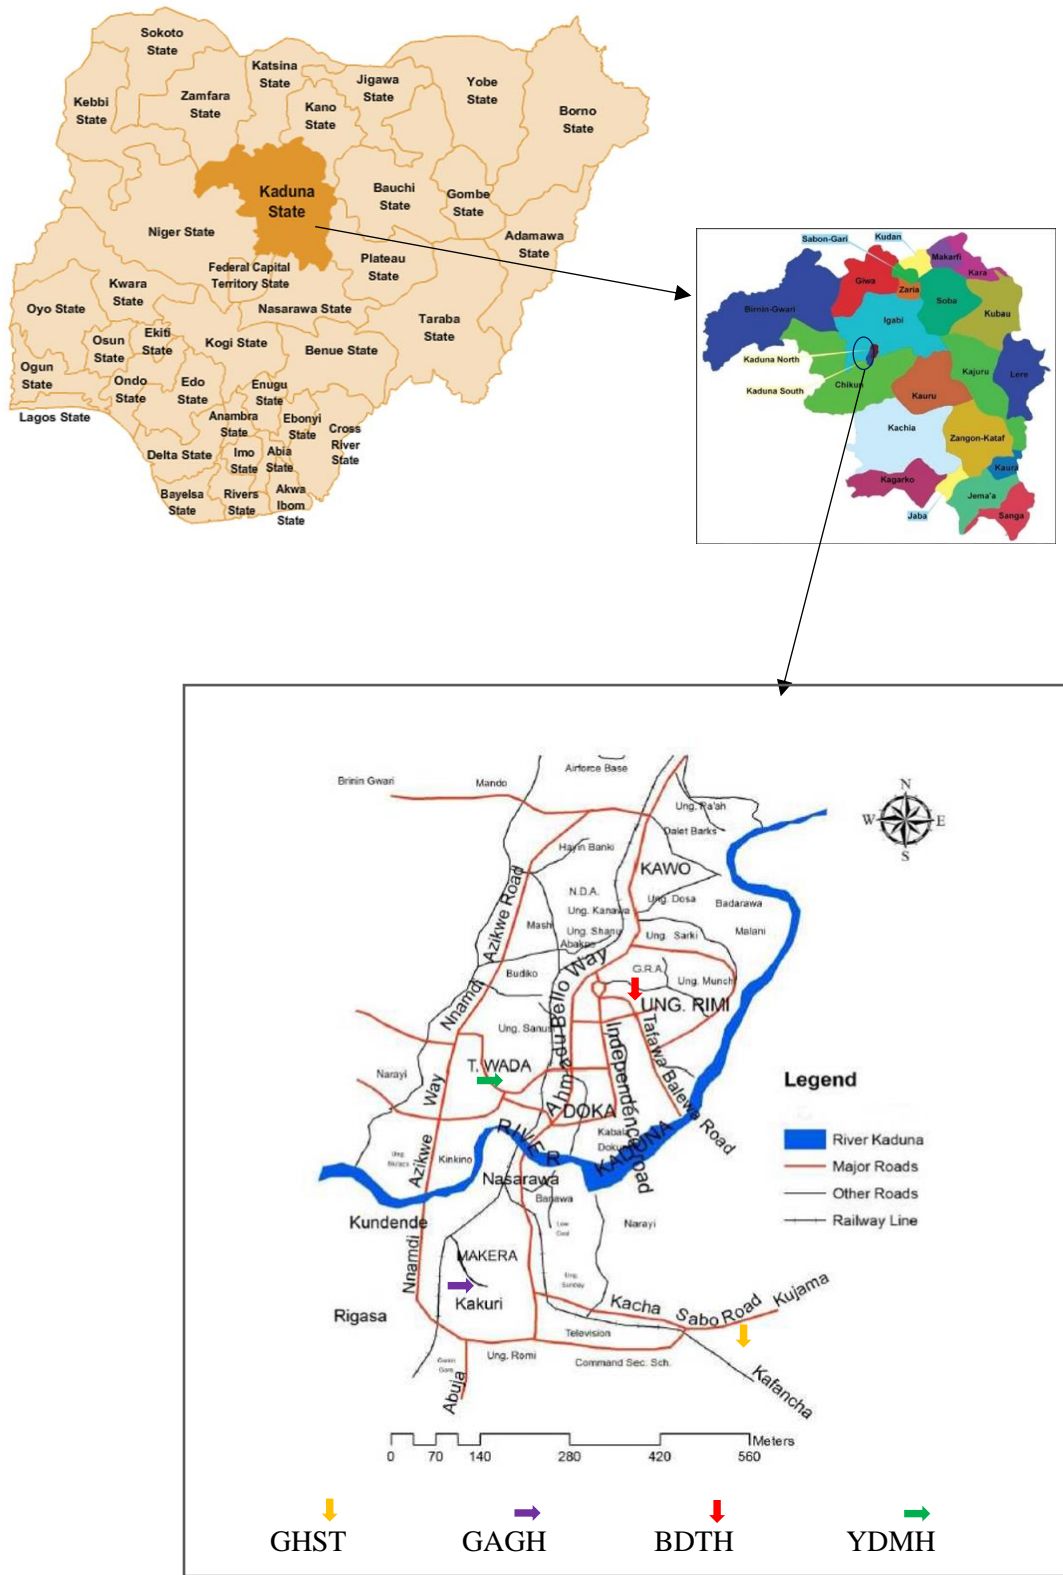 Sokoto
State
Katsina
State
Jigawa
State
Yobe
State
Kebbi
State
Zamfara
State
Kano
State
Borno
State
Kaduna
State
Bauchi
State
Gombe
State
Niger State
Adamawa
State
Federal Capital
Territory State
Plateau
State
Kwara
State
Oyo State
Nasarawa State
Taraba
State
Osun
State
Ekiti
State
Kogi State
Benue State
Ogun
State
Ondo
State
Edo
State
Enugu
State
Lagos State
Anambra
State
Ebonyi
State
Cross
River
State
Delta State
Imo
State
Abia
State
Bayelsa
State
Rivers
State
Akwa
Ibom
State
Sabon-Gari
Kudan
Makarfi
Kara
Giwa
Zaria
Soba
Birnin-Gwari
Igabi
Kubau
Kaduna North
Kaduna South
Chikun
Kajuru
Lere
Kauru
Kachia
Zangon-Kataf
Kaura
Kagarko
Jaba
Jema'a
Sanga
Airforce Base
Brinin Gwari
Mando
Ung. Pa'ah
Dalet Barks
Hayin Banki
KAWO
N.D.A.
Ung. Dosa
Ung. Kanawa
Badarawa
Mashi
Ung. Shanu
Abakpa
Ung. Sarki
Malani
Budiko
G.R.A.
Ung. Munchi
UNG. RIMI
Nnamdi Azikwe Road
Ahmadu Bello Way
Independence road
Tafawa Balewa Road
Ung. Sanusi
T. WADA
Narayi
Nnamdi Azikwe Way
DOKA
Kabala
RIVER KADUNA
Kinkino
Nasarawa
Banawa
Kundende
Narayi
MAKERA
Ung.
Sunday
Kakuri
Rigasa
Kacha Sabo Road Kujama
Television
Ung. Romi
Command Sec. Sch.
Abuja
Kafancha
N
W E
S
Legend
River Kaduna
Major Roads
Other Roads
Railway Line
Meters
0 70 140 280 420 560
GHST GAGH BDTH YDMH